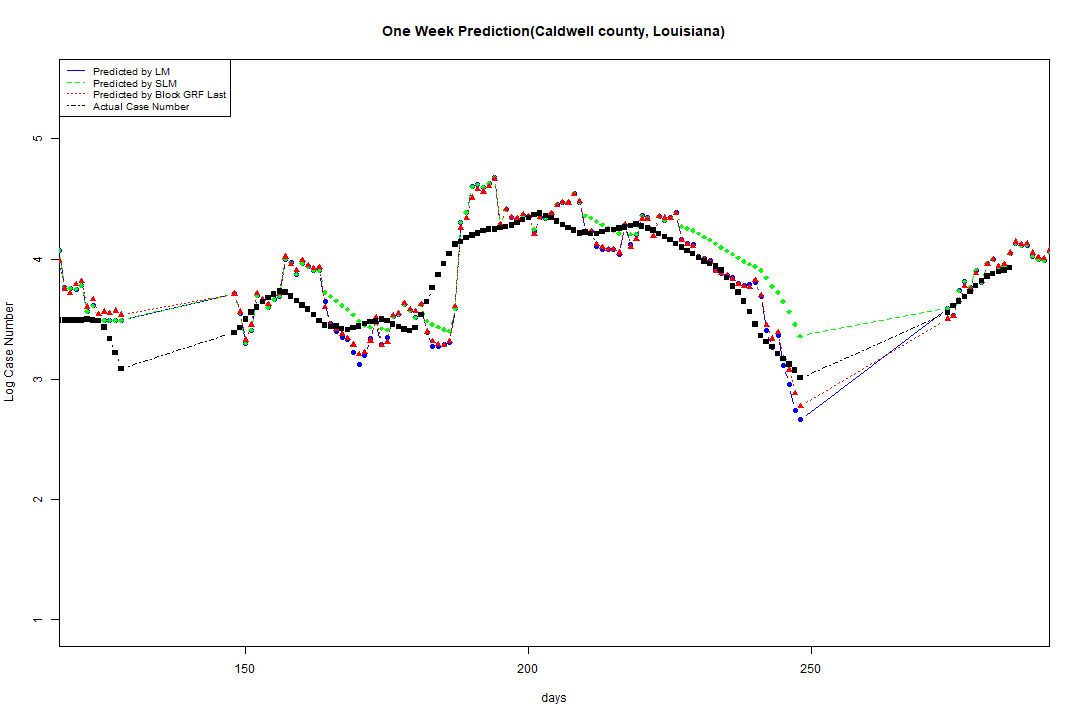 One Week Prediction(Caldwell county, Louisiana)
Predicted by LM
Predicted by SLM
Predicted by Block GRF Last
Actual Case Number
5
4
3
2
1
Log Case Number
150 200 250
days